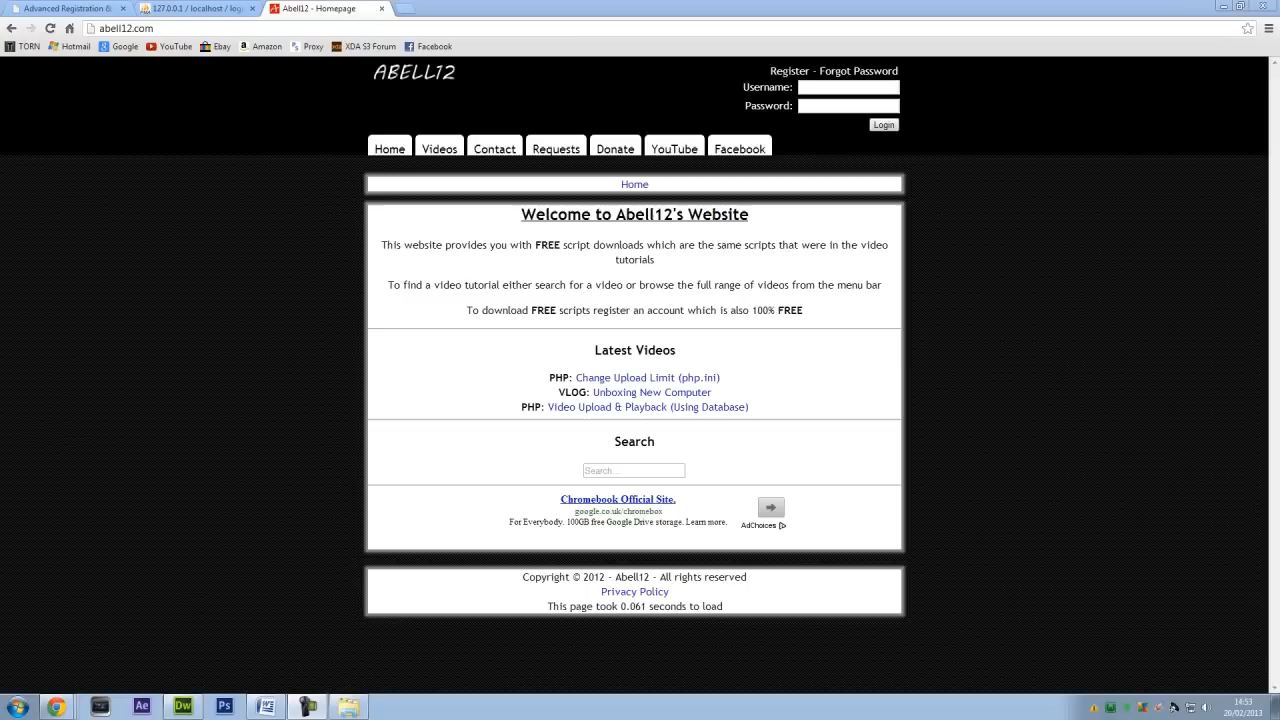 Advanced Registration &
127.0.0.1 / localhost / log
Abell12 - Homepage
abell12.com
TORN
Hotmail
Google
YouTube
Ebay
Amazon
Proxy
XDA S3 Forum
Facebook
ABELL12
Register - Forgot Password
Username:
Password:
Login
Home
Videos
Contact
Requests
Donate
YouTube
Facebook
Home
Welcome to Abell12's Website
This website provides you with FREE script downloads which are the same scripts that were in the video
tutorials
To find a video tutorial either search for a video or browse the full range of videos from the menu bar
To download FREE scripts register an account which is also 100% FREE
Latest Videos
PHP: Change Upload Limit (php.ini)
VLOG: Unboxing New Computer
PHP: Video Upload & Playback (Using Database)
Search
Search...
Chromebook Official Site.
google.co.uk/chromebox
For Everybody. 100GB free Google Drive storage. Learn more.
AdChoices
Copyright © 2012 - Abell12 - All rights reserved
Privacy Policy
This page took 0.061 seconds to load
Ae
Dw
Ps
14:53
20/02/2013